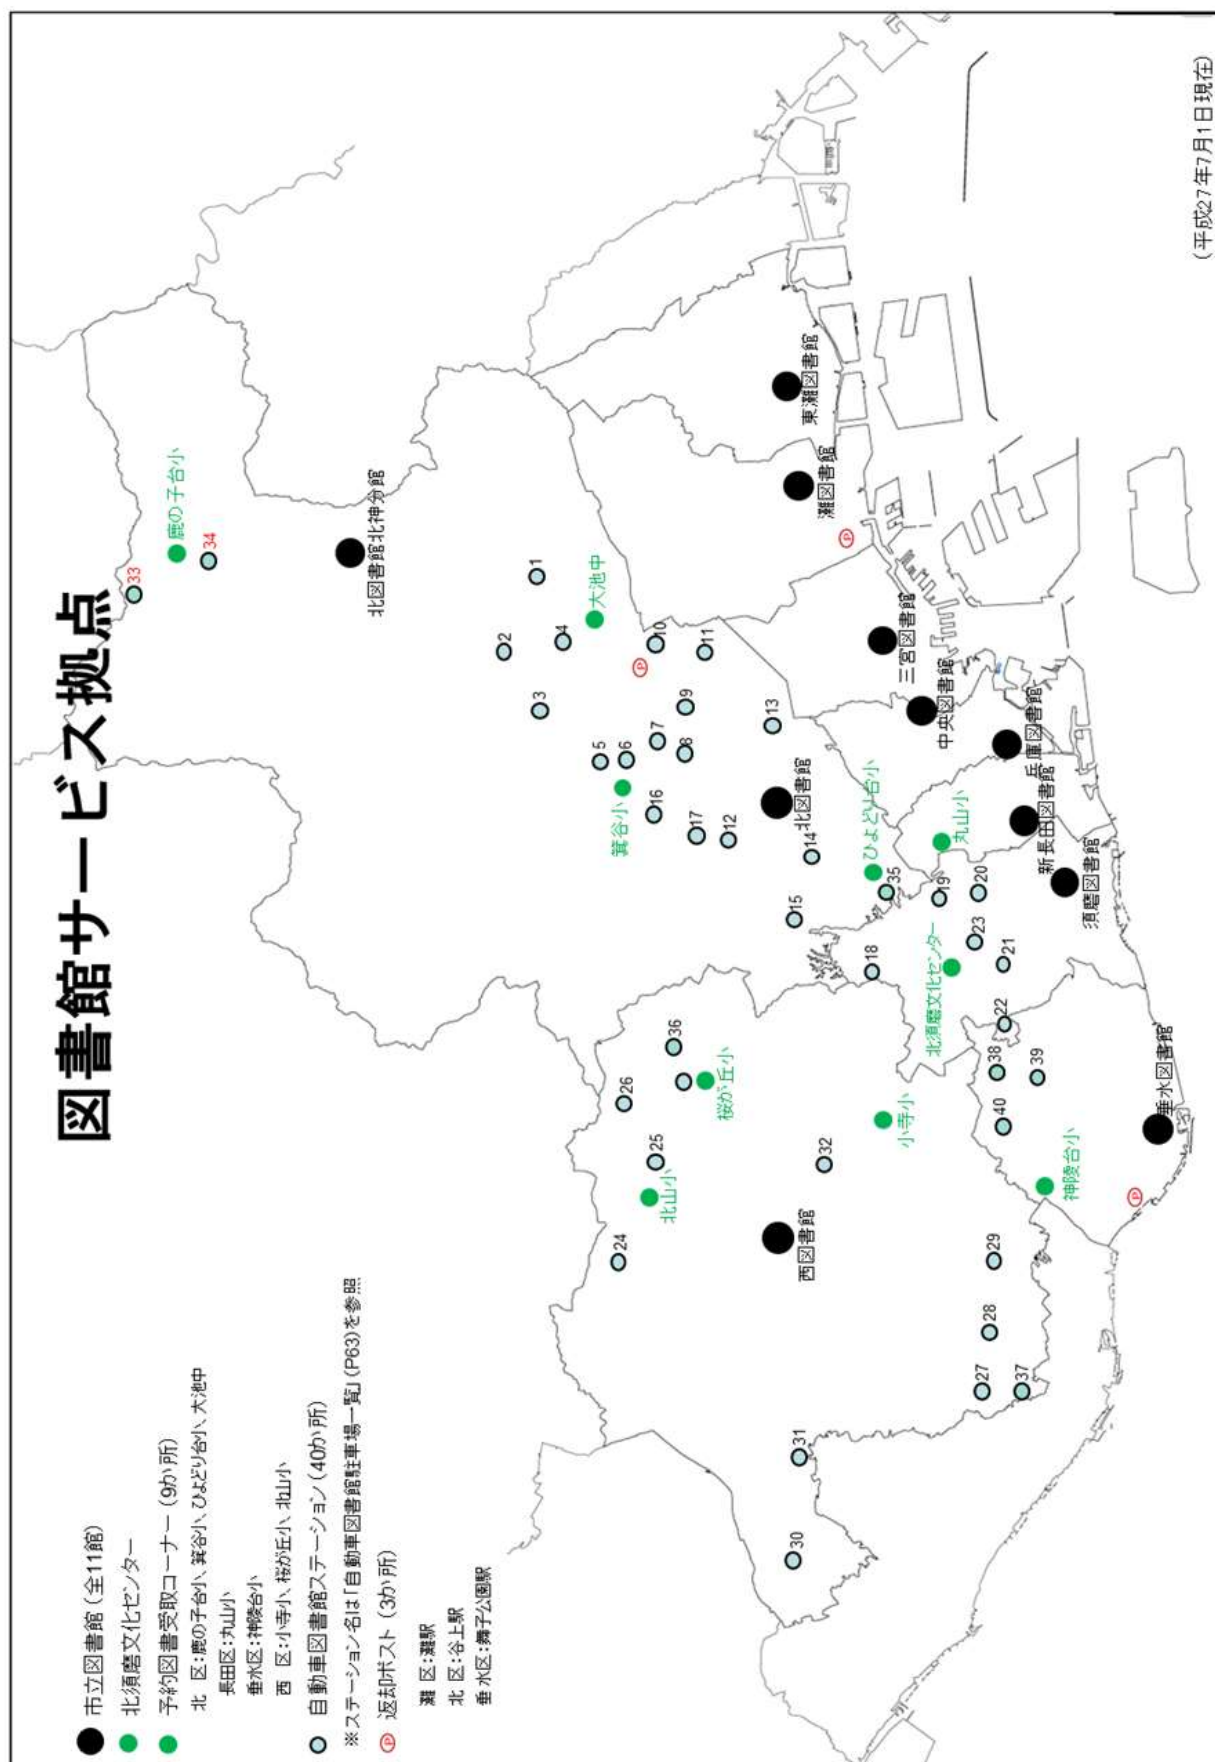 図書館サービス拠点
市立図書館（全11館）
北須磨文化センター
予約図書受取コーナー（9か所）
北 区：鹿の子台小、箕谷小、ひよどり台小、大池中
長田区：丸山小
垂水区：神陵台小
西 区：小寺小、桜が丘小、北山小
自動車図書館ステーション（40か所）
※ステーション名は「自動車図書館駐車場一覧」（P63）を参照
P 返却ポスト（3か所）
灘 区：灘駅
北 区：谷上駅
垂水区：舞子公園駅
33
鹿の子台小
34
北図書館北神分館
1
2
4
大池中
3
10
P
11
5
6
7
9
8
箕谷小
16
17
12
13
北図書館
14
15
ひよどり台小
35
18
19
丸山小
20
23
北須磨文化センター
21
22
東灘図書館
灘図書館
P
三宮図書館
中央図書館
兵庫図書館
新長田図書館
須磨図書館
36
26
桜が丘小
25
北山小
24
32
小寺小
西図書館
38
39
40
神陵台小
垂水図書館
P
29
28
27
37
31
30
（平成27年7月1日現在）